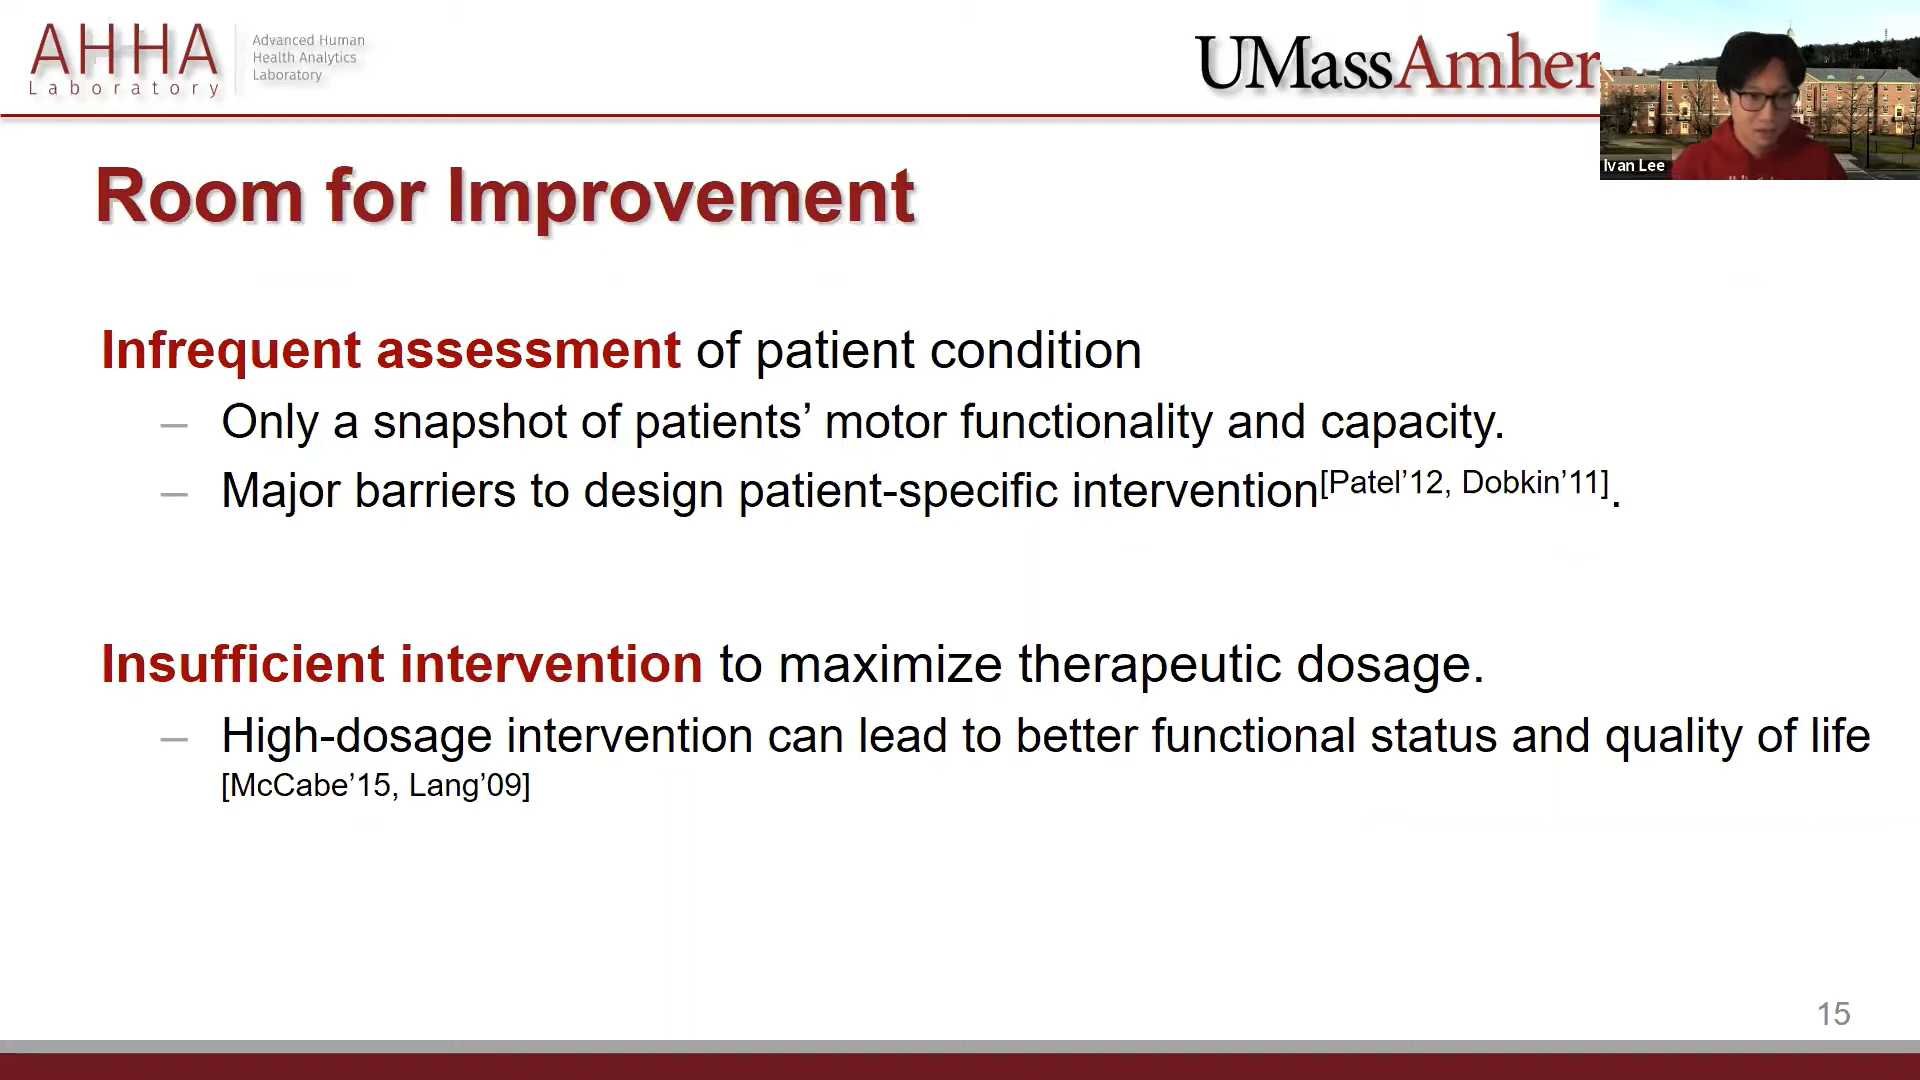 AHHA
Laboratory
Advanced Human
Health Analytics
Laboratory
UMassAmher
Ivan Lee
Room for Improvement
Infrequent assessment of patient condition
– Only a snapshot of patients’ motor functionality and capacity.
– Major barriers to design patient-specific intervention[Patel’12, Dobkin’11].
Insufficient intervention to maximize therapeutic dosage.
– High-dosage intervention can lead to better functional status and quality of life
[McCabe’15, Lang’09]
15